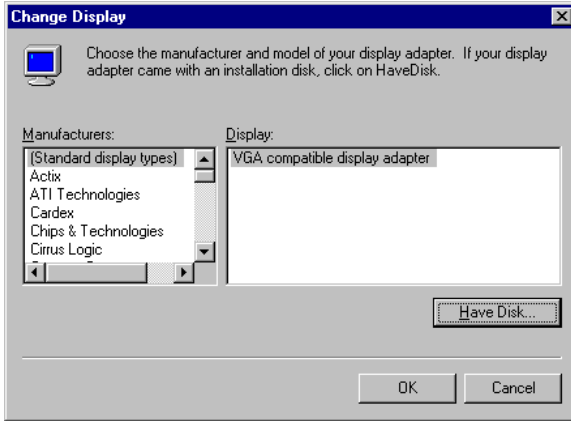 Change Display
Choose the manufacturer and model of your display adapter. If your display
adapter came with an installation disk, click on HaveDisk.
Manufacturers:
(Standard display types)
Actix
ATI Technologies
Cardex
Chips & Technologies
Cirrus Logic
Display:
VGA compatible display adapter
Have Disk...
OK
Cancel